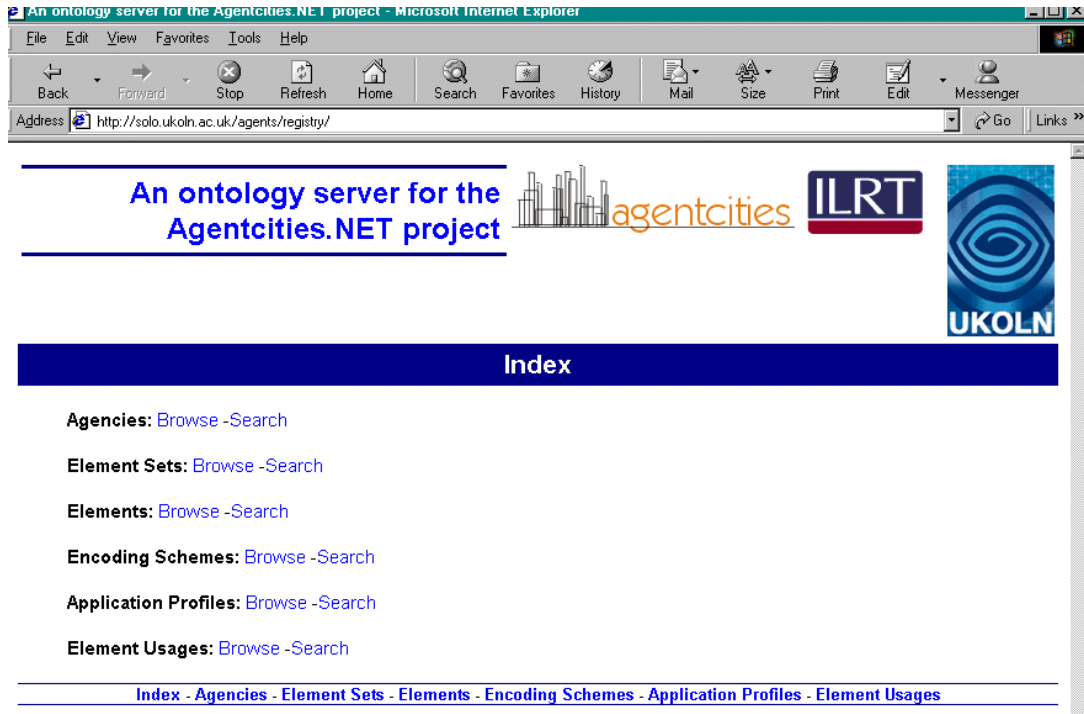 An ontology server for the Agentcities.NET project - Microsoft Internet Explorer
File Edit View Favorites Tools Help
Back Forward Stop Refresh Home Search Favorites History Mail Size Print Edit Messenger
Address http://solo.ukoln.ac.uk/agents/registry/ Go Links »
An ontology server for the
Agentcities.NET project
agentcities
ILRT
UKOLN
Index
Agencies: Browse -Search
Element Sets: Browse -Search
Elements: Browse -Search
Encoding Schemes: Browse -Search
Application Profiles: Browse -Search
Element Usages: Browse -Search
Index - Agencies - Element Sets - Elements - Encoding Schemes - Application Profiles - Element Usages